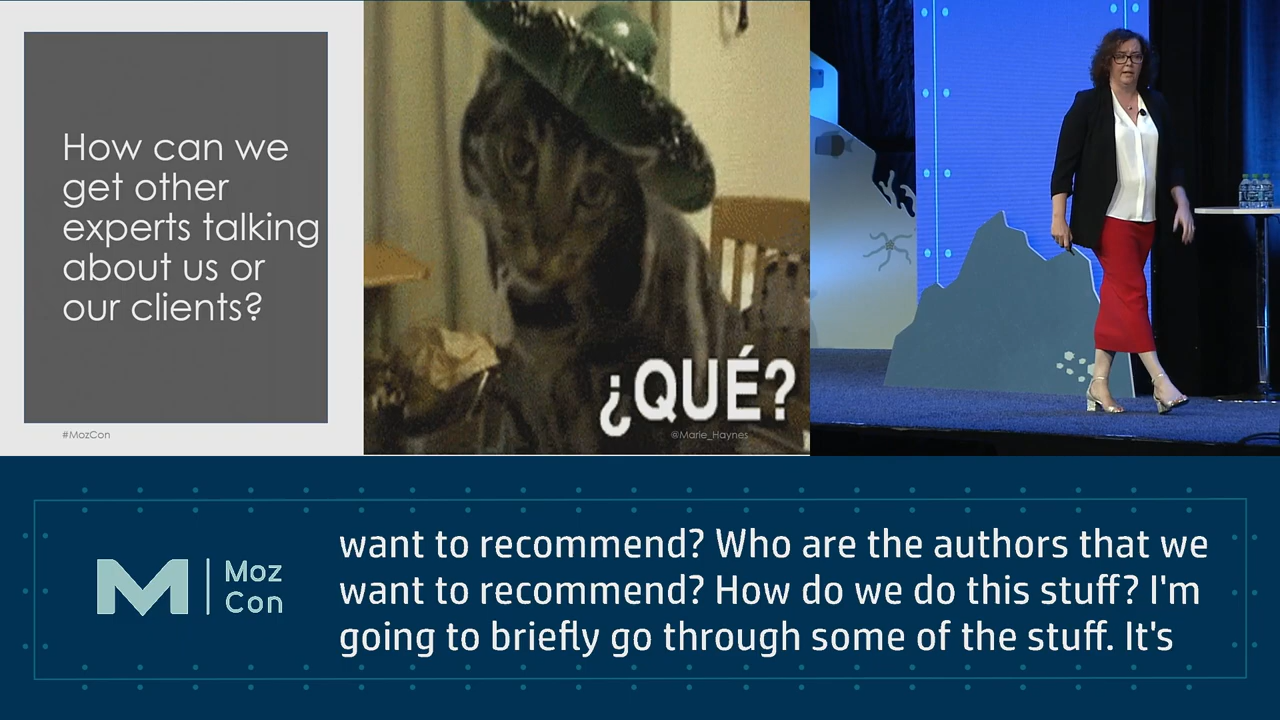 How can we
get other
experts talking
about us or
our clients?
#MozCon
¿QUÉ?
@Marie_Haynes
Moz
Con
want to recommend? Who are the authors that we
want to recommend? How do we do this stuff? I'm
going to briefly go through some of the stuff. It's